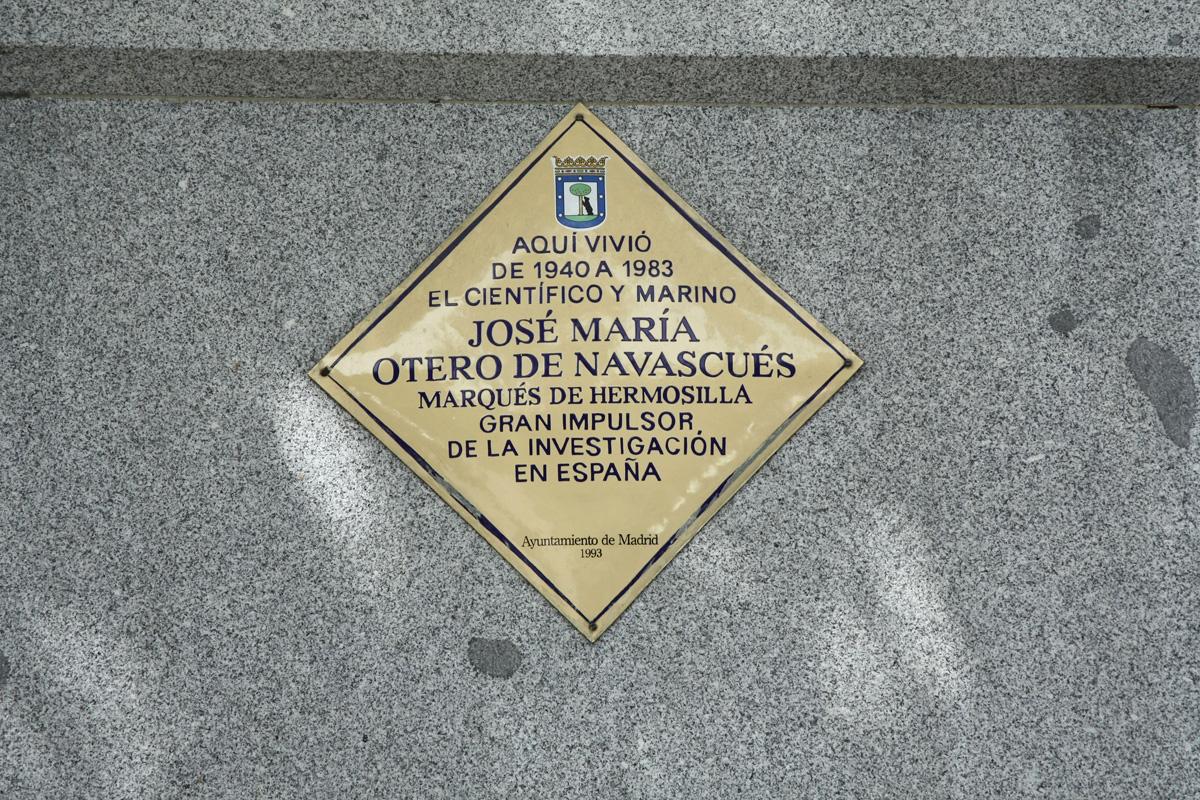 AQUÍ VIVIÓ
DE 1940 A 1983
EL CIENTÍFICO Y MARINO
JOSÉ MARÍA
OTERO DE NAVASCUÉS
MARQUÉS DE HERMOSILLA
GRAN IMPULSOR
DE LA INVESTIGACIÓN
EN ESPAÑA
Ayuntamiento de Madrid
1993